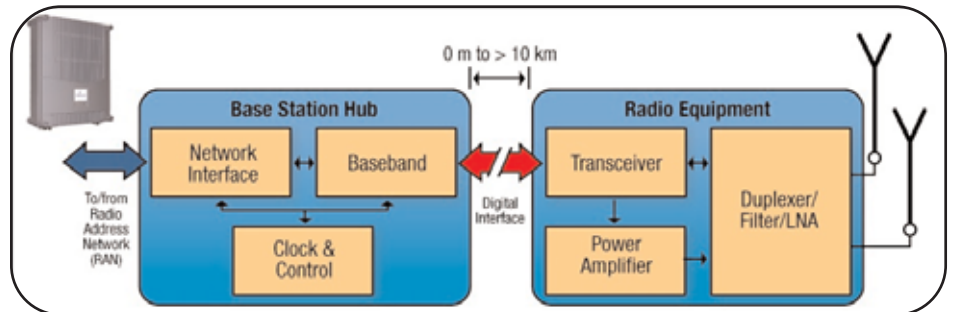 0 m to > 10 km
Base Station Hub
Network
Interface
Baseband
Clock &
Control
To/from
Radio
Address
Network
(RAN)
Digital
Interface
Radio Equipment
Transceiver
Power
Amplifier
Duplexer/
Filter/LNA